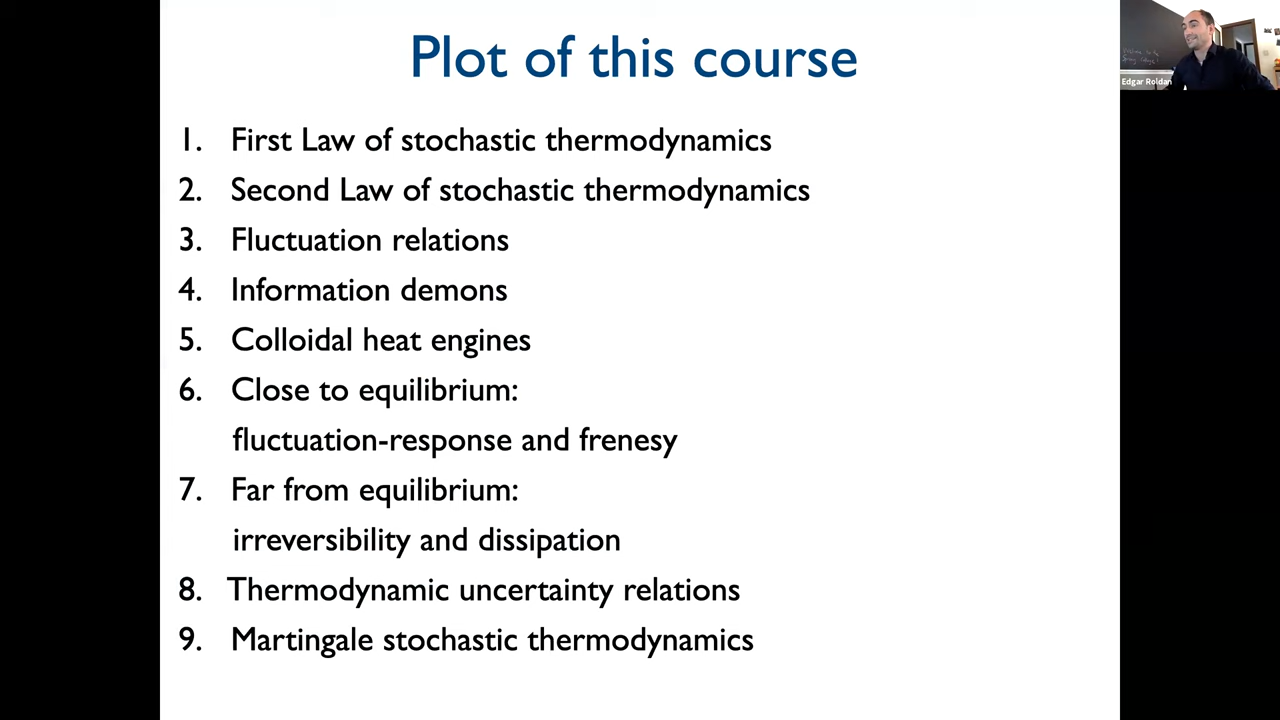 Plot of this course
1. First Law of stochastic thermodynamics
2. Second Law of stochastic thermodynamics
3. Fluctuation relations
4. Information demons
5. Colloidal heat engines
6. Close to equilibrium:
fluctuation-response and frenesy
7. Far from equilibrium:
irreversibility and dissipation
8. Thermodynamic uncertainty relations
9. Martingale stochastic thermodynamics
Edgar Roldan